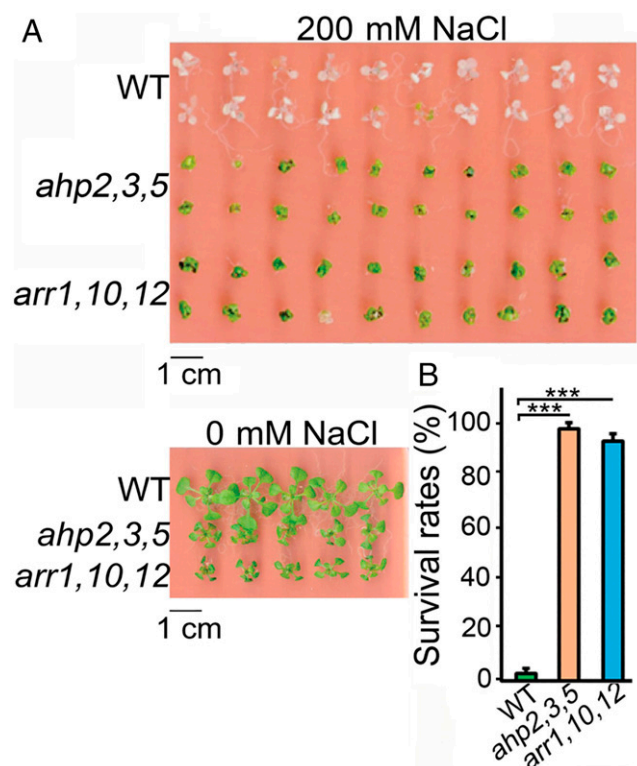 A
200 mM NaCl
WT
ahp2,3,5
arr1,10,12
1 cm
0 mM NaCl
WT
ahp2,3,5
arr1,10,12
1 cm
B
***
***
Survival rates (%)
100
80
60
40
20
0
WT
ahp2,3,5
arr1,10,12